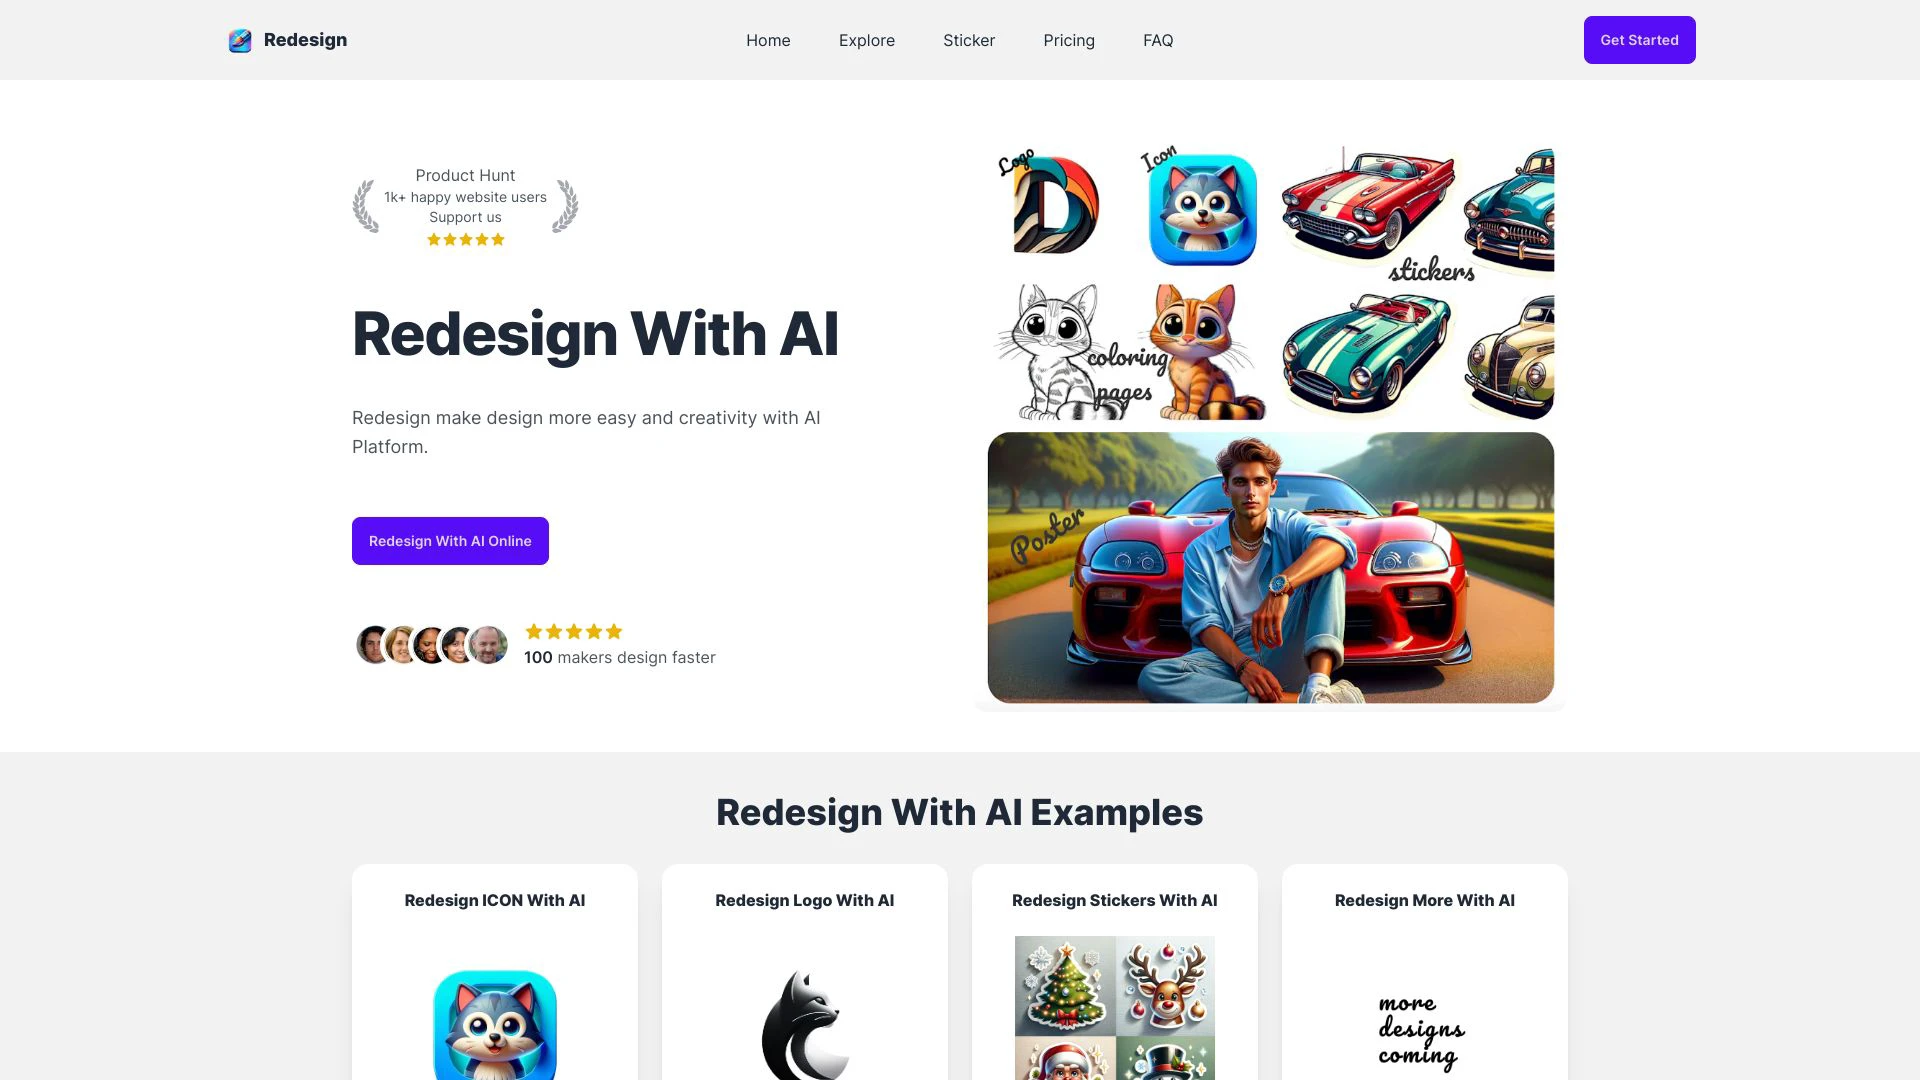 Redesign
Home
Explore
Sticker
Pricing
FAQ
Get Started
Product Hunt
1k+ happy website users
Support us
Redesign With AI
Redesign make design more easy and creativity with AI
Platform.
Redesign With AI Online
100 makers design faster
Logo
Icon
stickers
coloring
pages
Poster
Redesign With AI Examples
Redesign ICON With AI
Redesign Logo With AI
Redesign Stickers With AI
Redesign More With AI
more
designs
coming